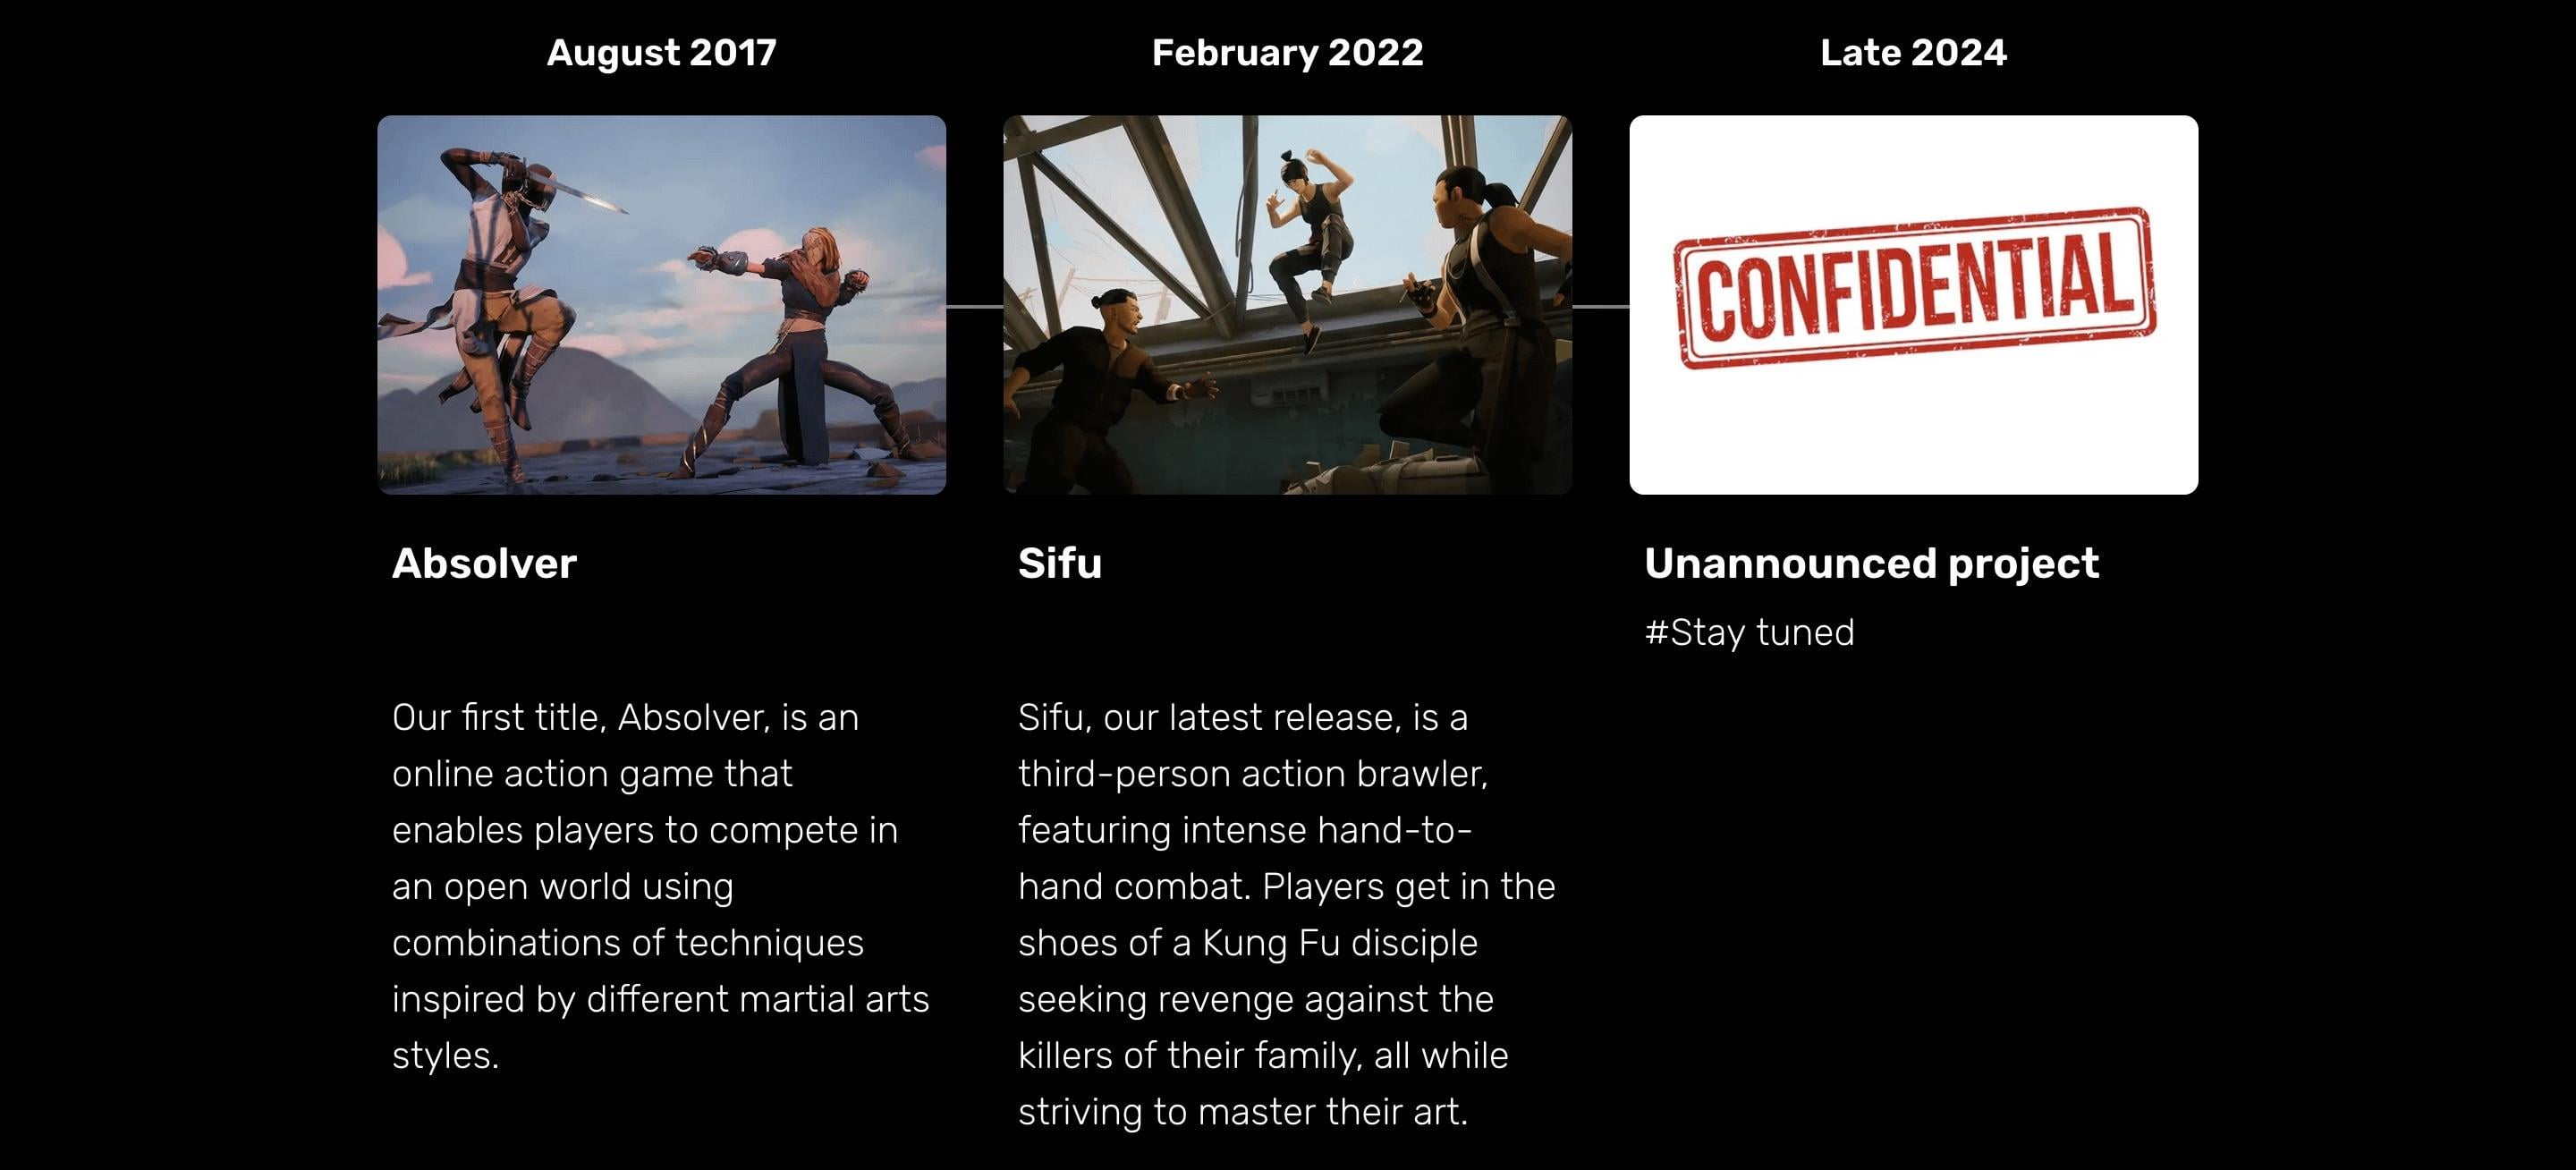 August 2017
February 2022
Late 2024
CONFIDENTIAL
Absolver
Our first title, Absolver, is an
online action game that
enables players to compete in
an open world using
combinations of techniques
inspired by different martial arts
styles.
Sifu
Sifu, our latest release, is a
third-person action brawler,
featuring intense hand-to-
hand combat. Players get in the
shoes of a Kung Fu disciple
seeking revenge against the
killers of their family, all while
striving to master their art.
Unannounced project
#Stay tuned